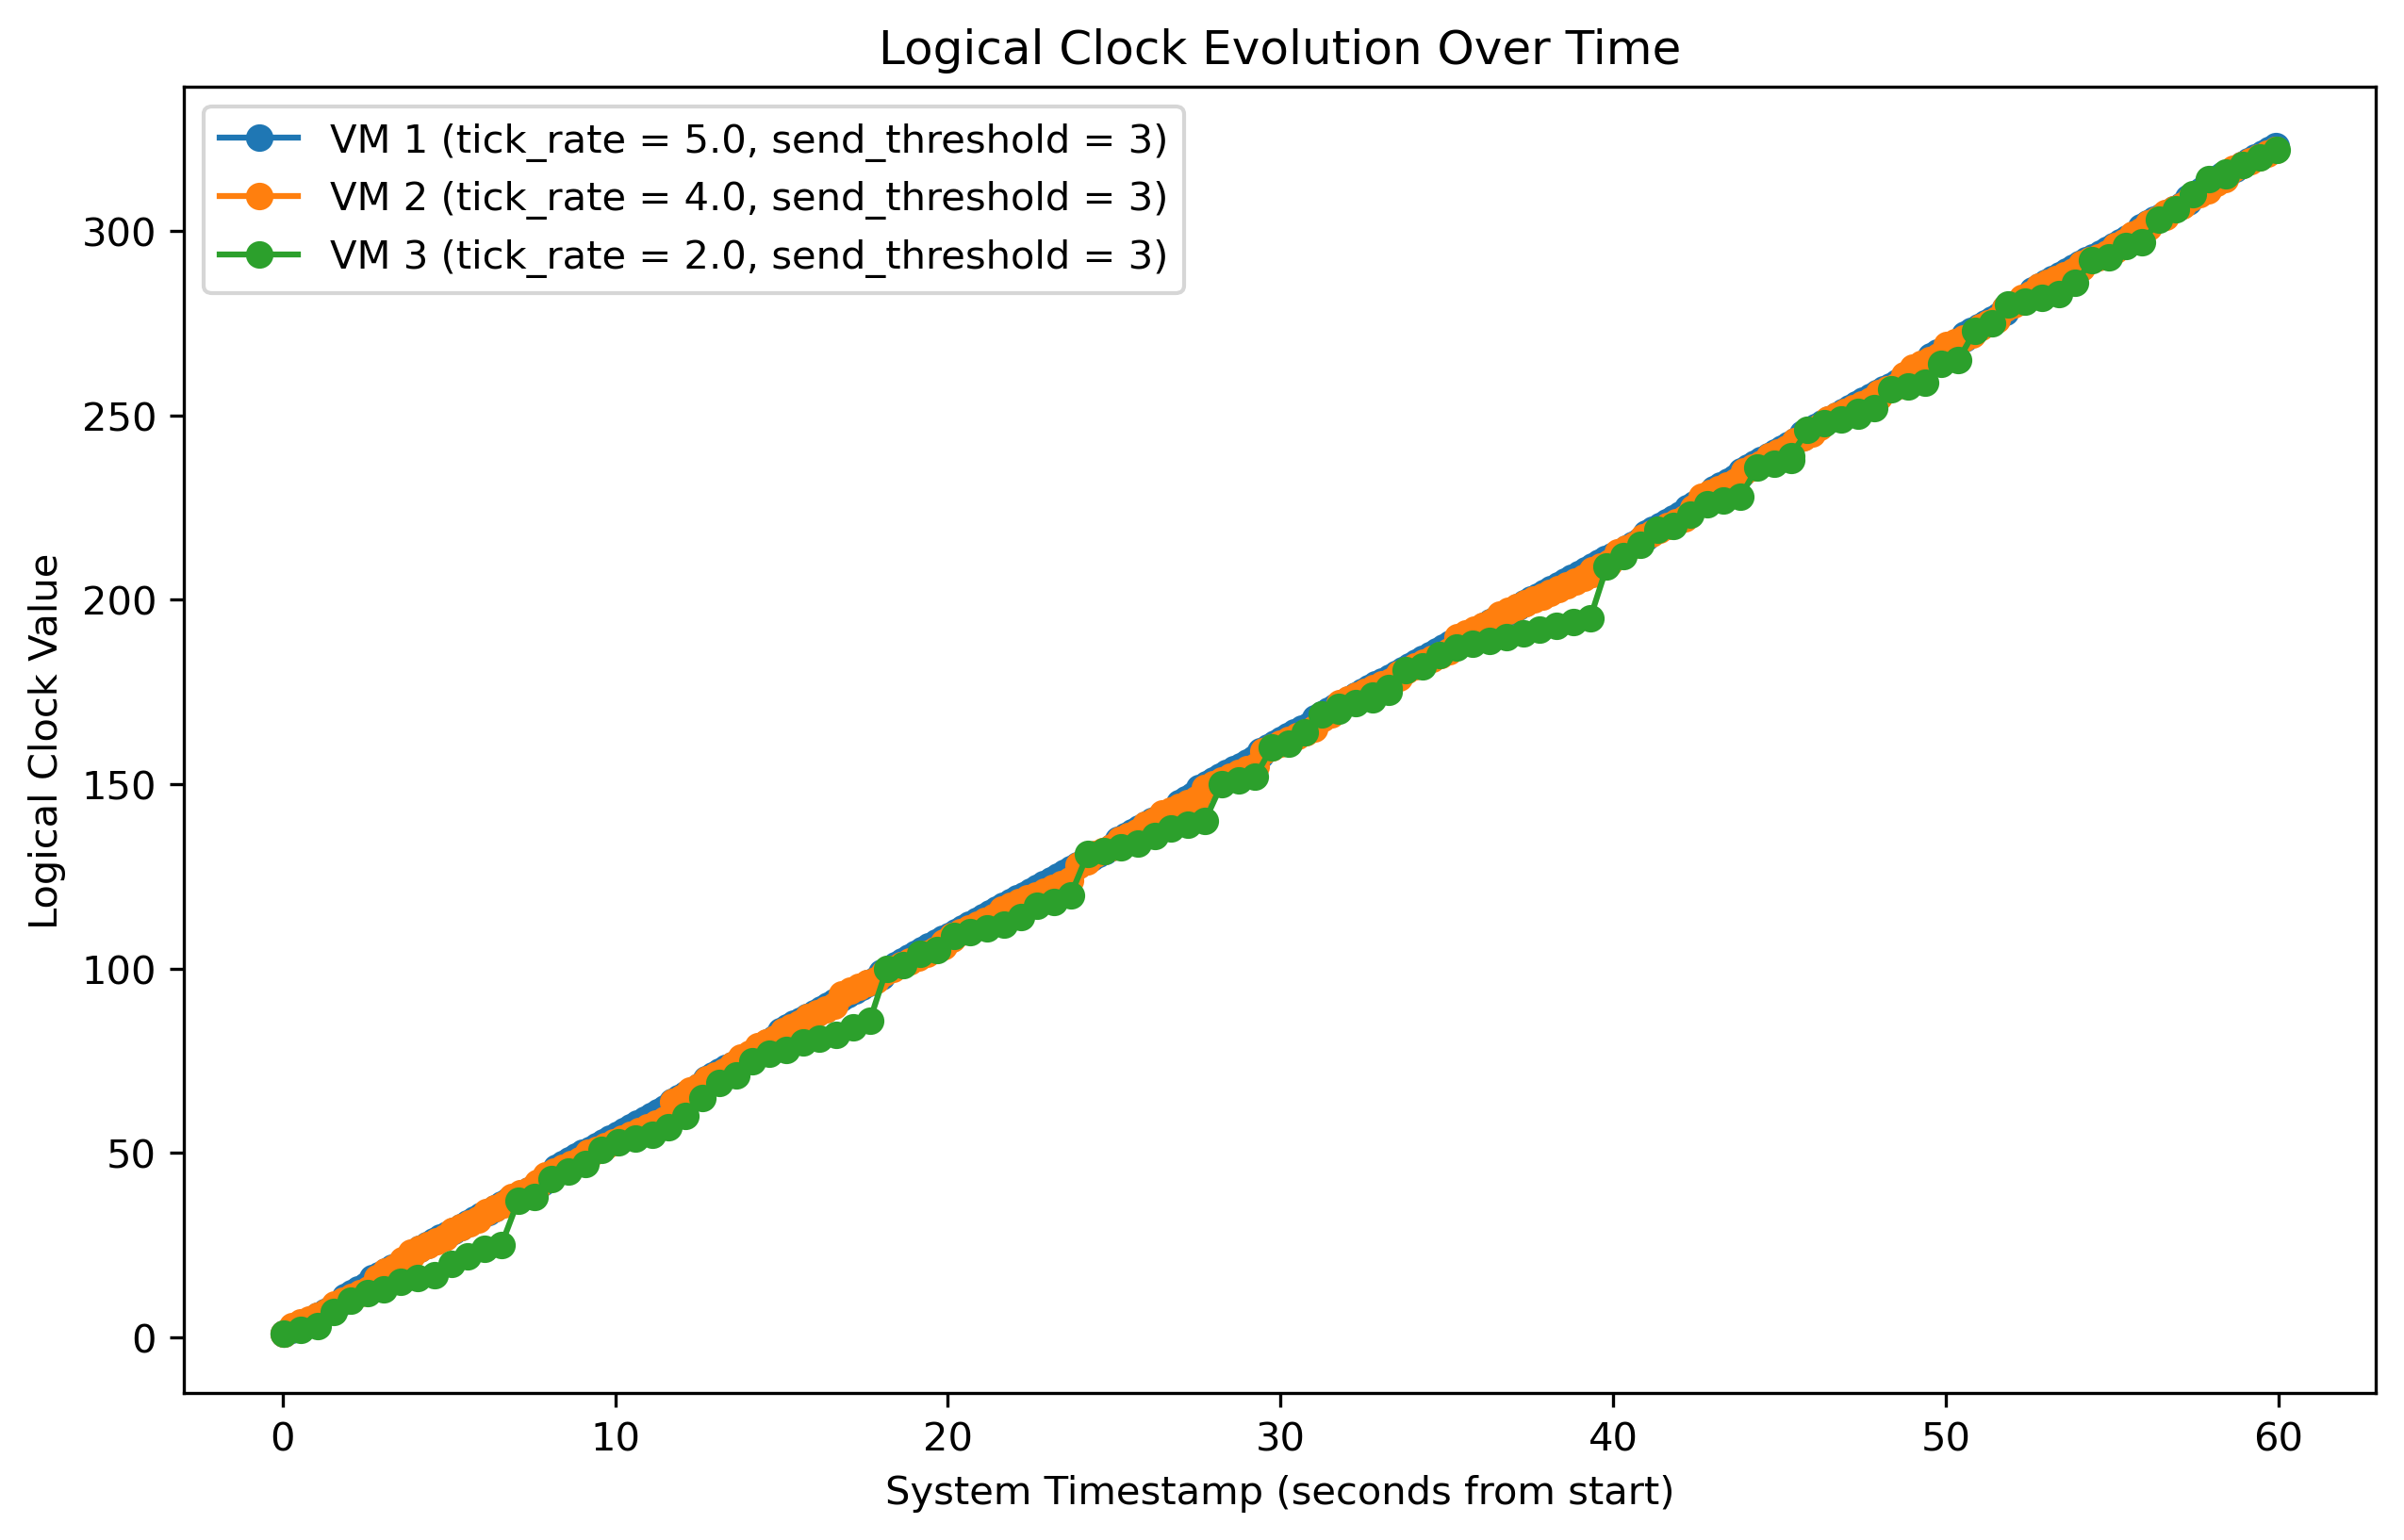 Logical Clock Evolution Over Time
VM 1 (tick_rate = 5.0, send_threshold = 3)
VM 2 (tick_rate = 4.0, send_threshold = 3)
VM 3 (tick_rate = 2.0, send_threshold = 3)
Logical Clock Value
300
250
200
150
100
50
0
0 10 20 30 40 50 60
System Timestamp (seconds from start)